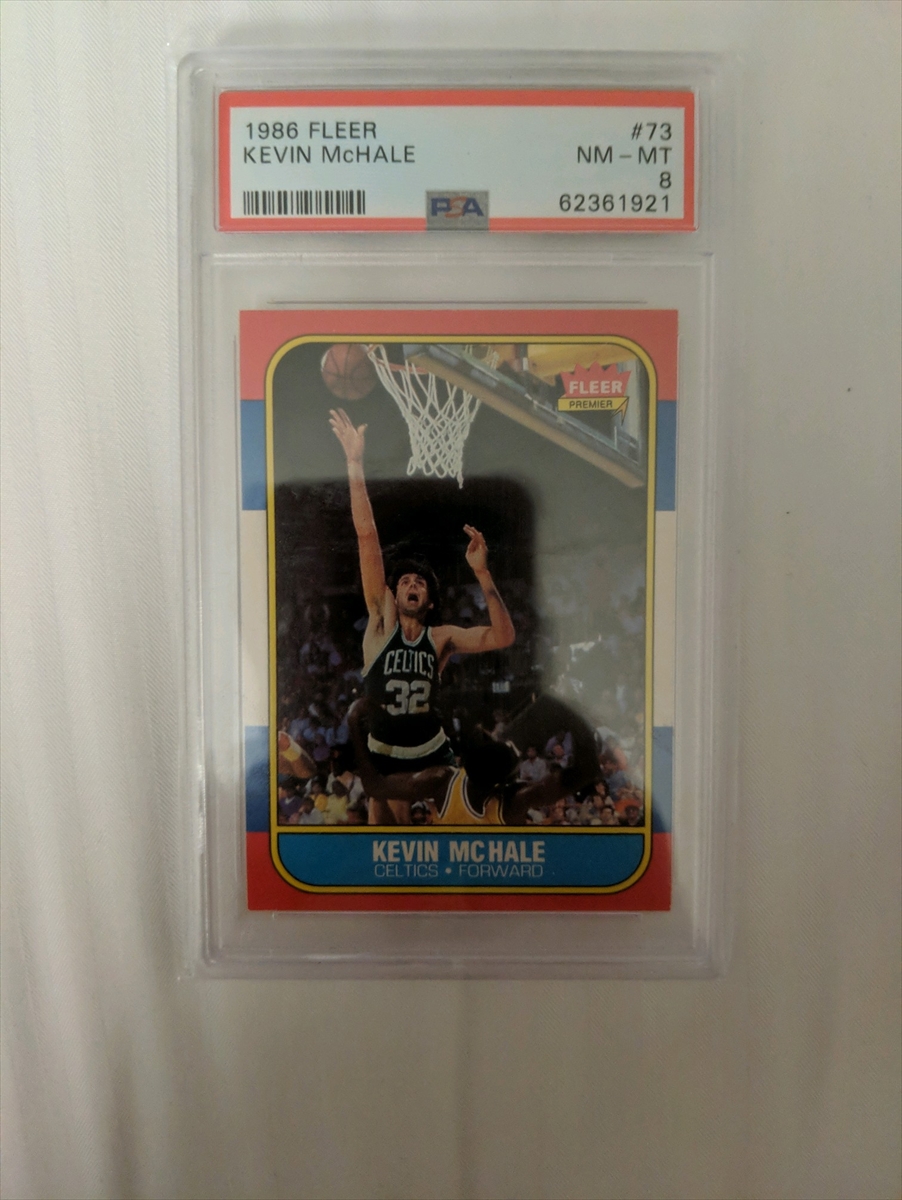 1986 FLEER #73
KEVIN McHALE NM - MT
8
PSA 62361921
FLEER
PREMIER
CELTICS
32
KEVIN MCHALE
CELTICS • FORWARD